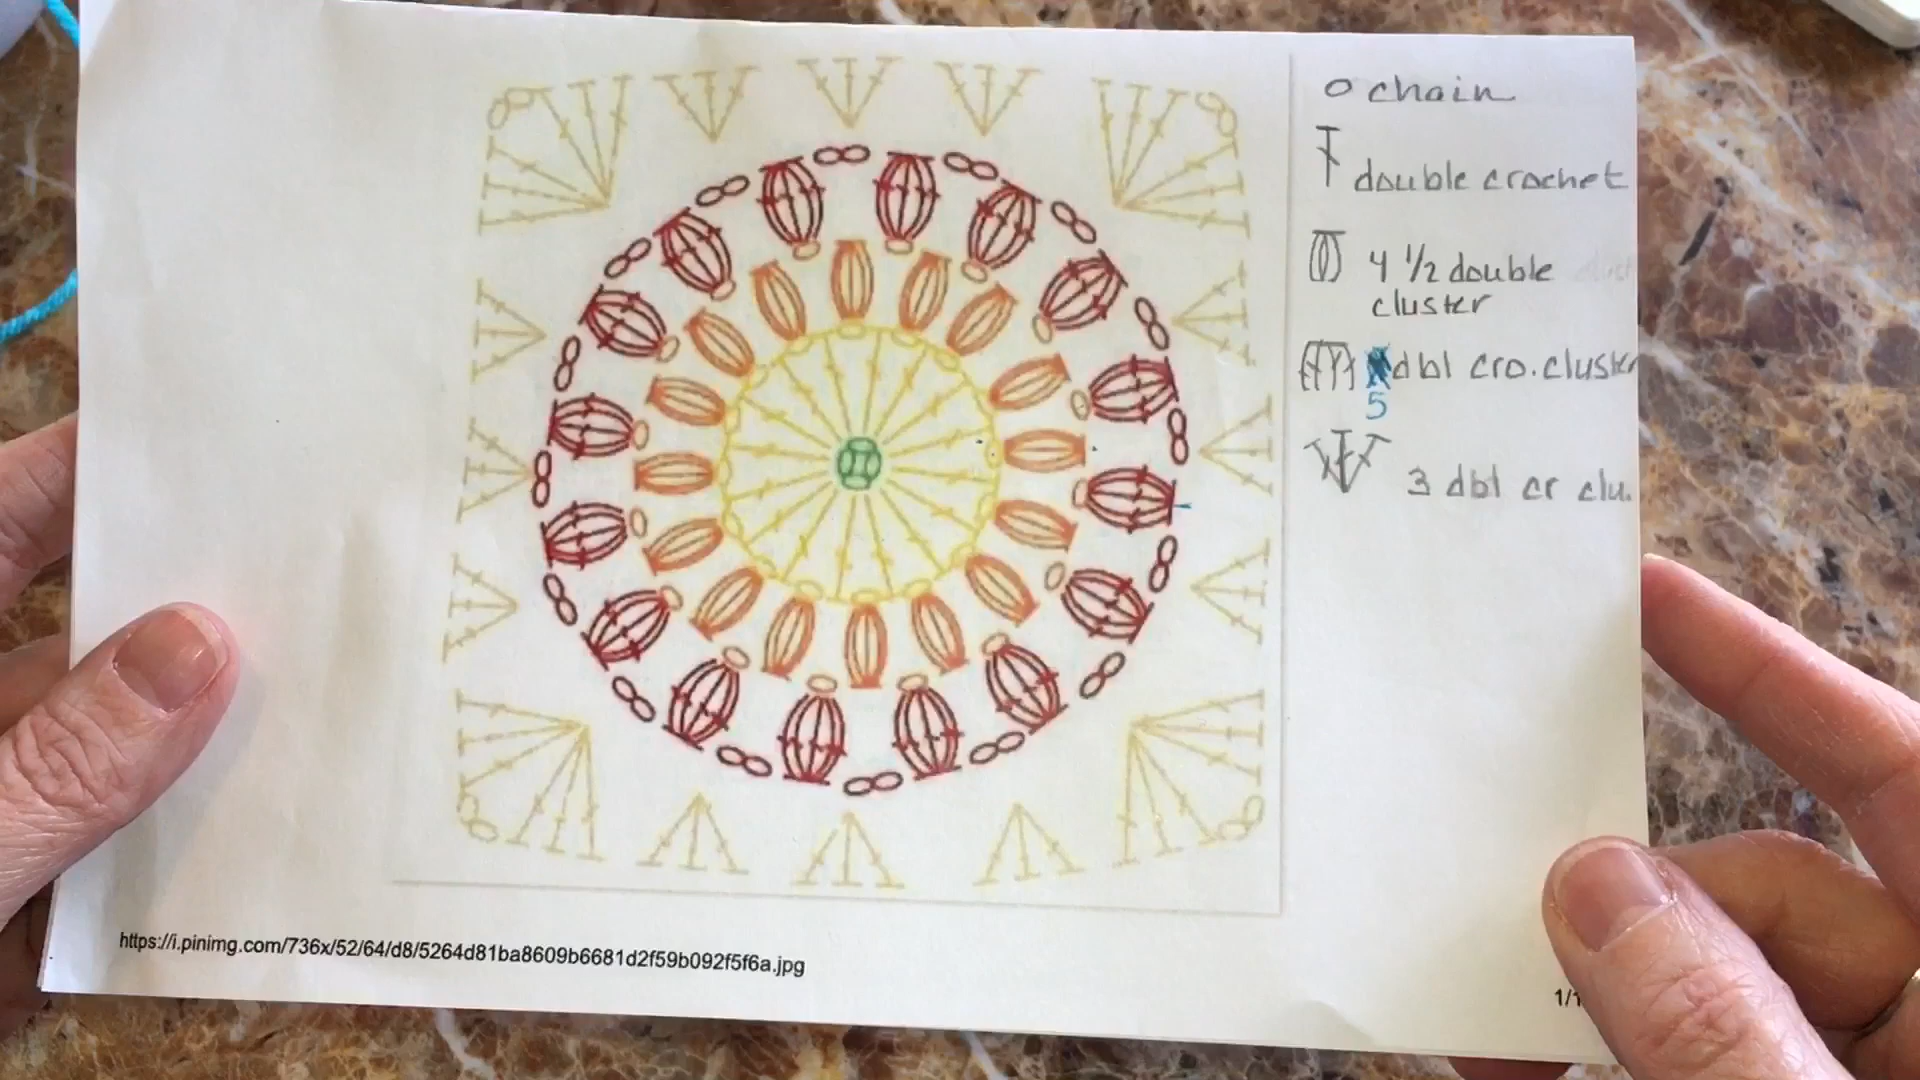 o chain
double crochet
4 1/2 double
cluster
dbl cro. cluster
5
3 dbl cr clu.
https://i.pinimg.com/736x/52/64/d8/5264d81ba8609b6681d2f59b092f5f6a.jpg